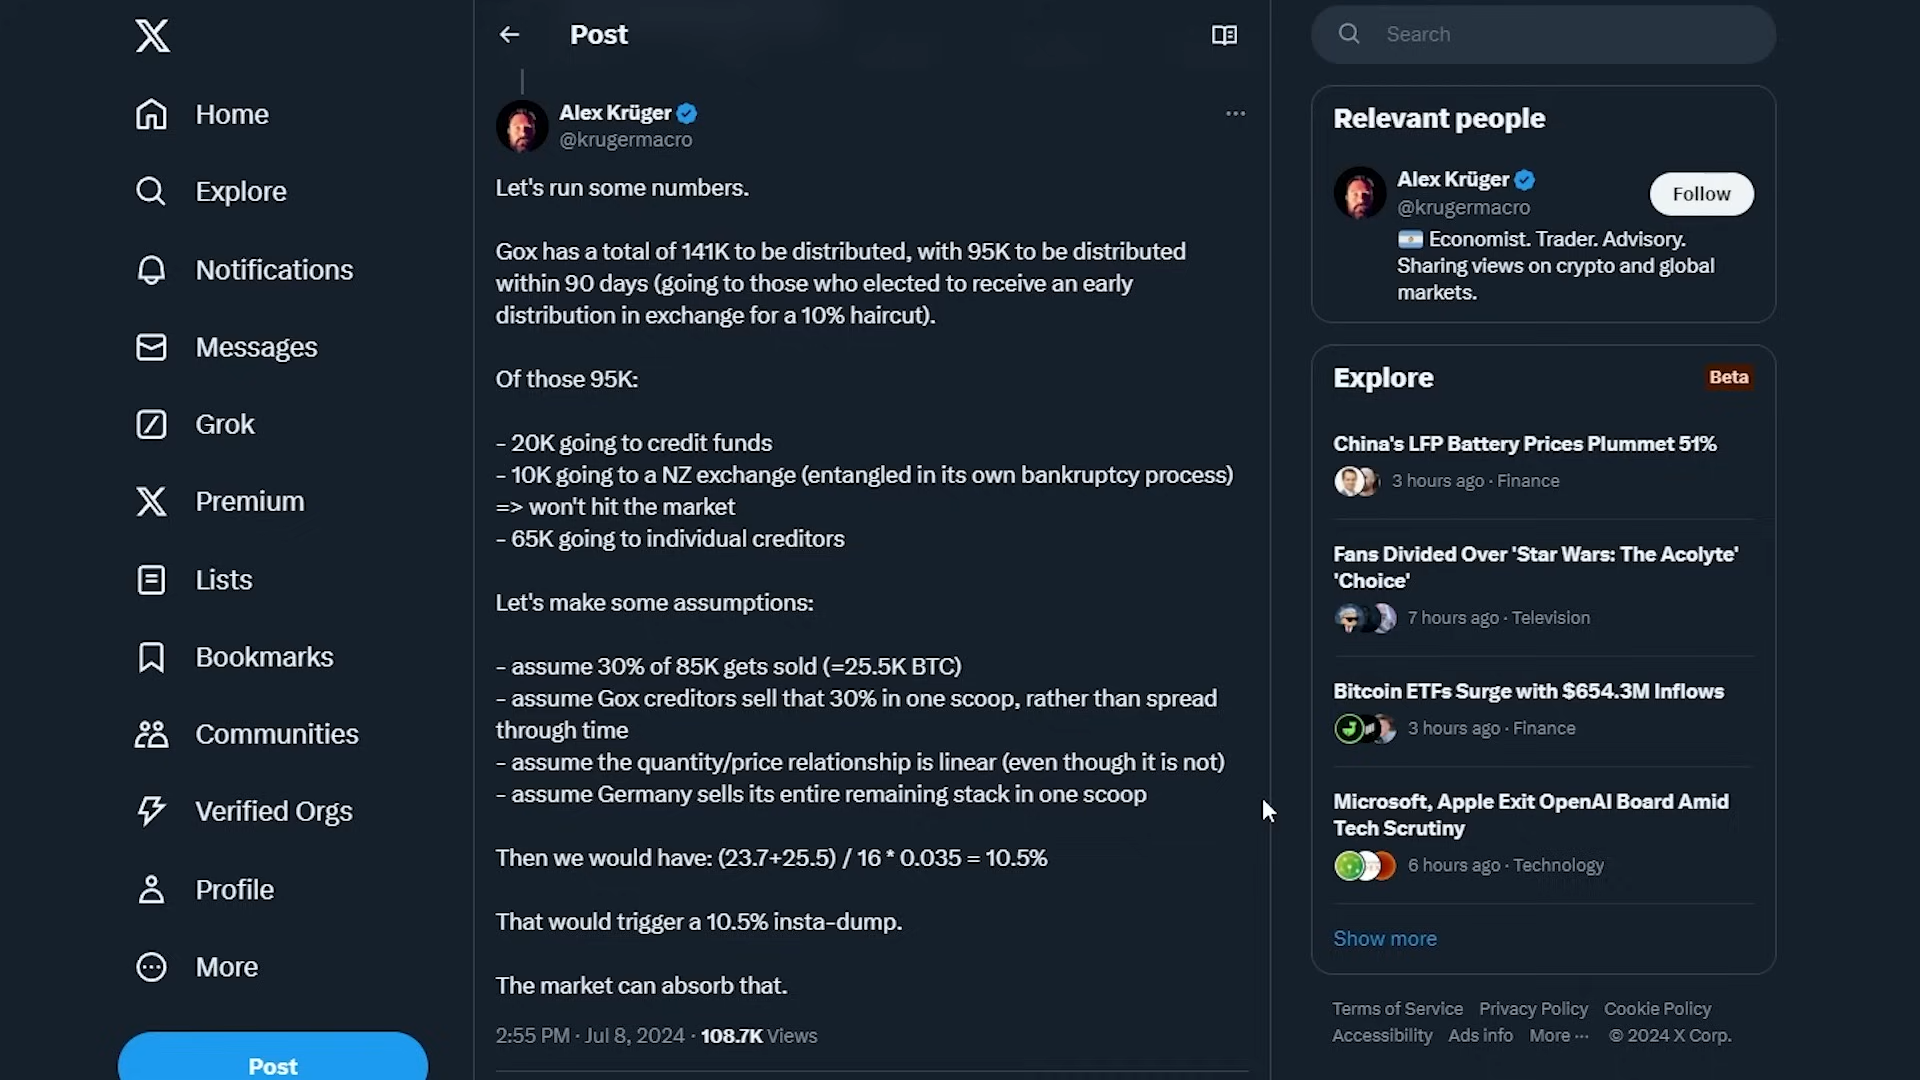 Home
Explore
Notifications
Messages
Grok
Premium
Lists
Bookmarks
Communities
Verified Orgs
Profile
More
Post
Post
Alex Krüger
@krugermacro
Let's run some numbers.
Gox has a total of 141K to be distributed, with 95K to be distributed
within 90 days (going to those who elected to receive an early
distribution in exchange for a 10% haircut).
Of those 95K:
- 20K going to credit funds
- 10K going to a NZ exchange (entangled in its own bankruptcy process)
=> won't hit the market
- 65K going to individual creditors
Let's make some assumptions:
- assume 30% of 85K gets sold (=25.5K BTC)
- assume Gox creditors sell that 30% in one scoop, rather than spread
through time
- assume the quantity/price relationship is linear (even though it is not)
- assume Germany sells its entire remaining stack in one scoop
Then we would have: (23.7+25.5) / 16 * 0.035 = 10.5%
That would trigger a 10.5% insta-dump.
The market can absorb that.
2:55 PM · Jul 8, 2024 · 108.7K Views
Search
Relevant people
Alex Krüger
@krugermacro
Follow
Economist. Trader. Advisory.
Sharing views on crypto and global
markets.
Explore
Beta
China's LFP Battery Prices Plummet 51%
3 hours ago · Finance
Fans Divided Over 'Star Wars: The Acolyte'
'Choice'
7 hours ago · Television
Bitcoin ETFs Surge with $654.3M Inflows
3 hours ago · Finance
Microsoft, Apple Exit OpenAI Board Amid
Tech Scrutiny
6 hours ago · Technology
Show more
Terms of Service Privacy Policy Cookie Policy
Accessibility Ads info More ··· © 2024 X Corp.